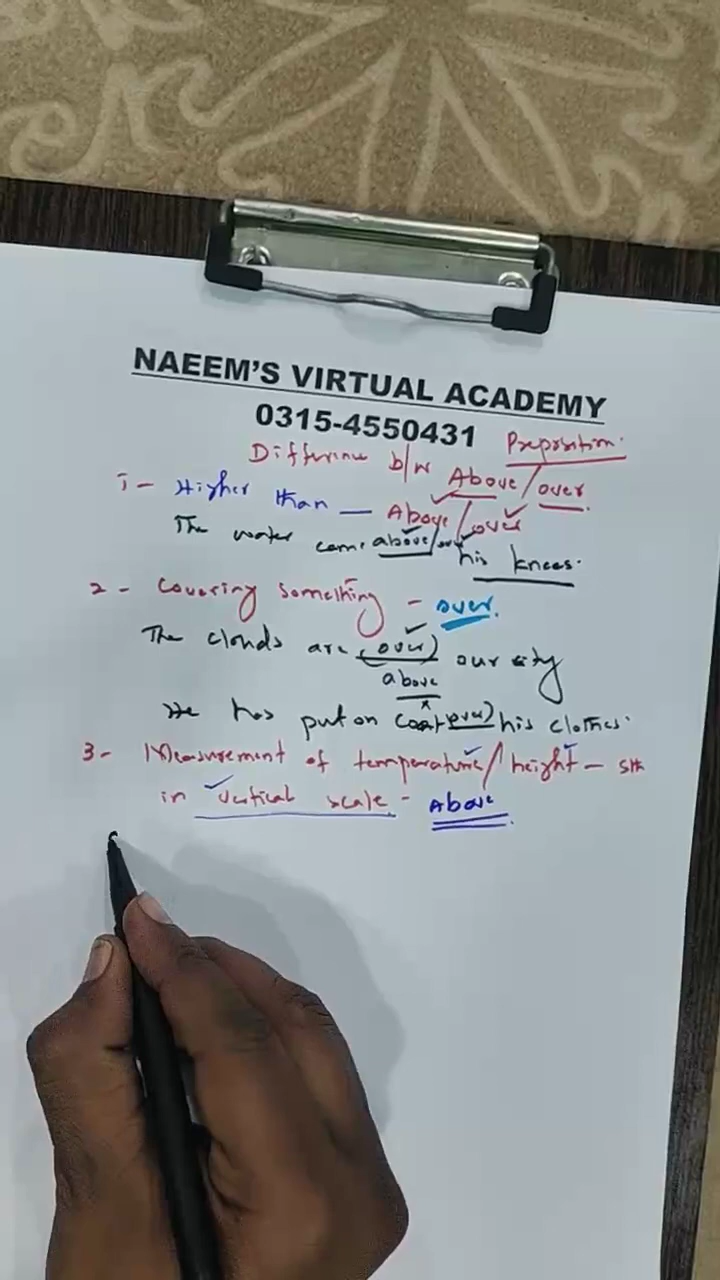 NAEEM'S VIRTUAL ACADEMY
0315-4550431
Preposition.
Difference b/w Above/over
1- Higher than — Above/over
The water came above/over his knees.
2- Covering something - over.
The clouds are (over) our city
above
x
He has put on coat (over) his clothes.
3- Measurement of temperature/height - sth
in vertical scale - Above